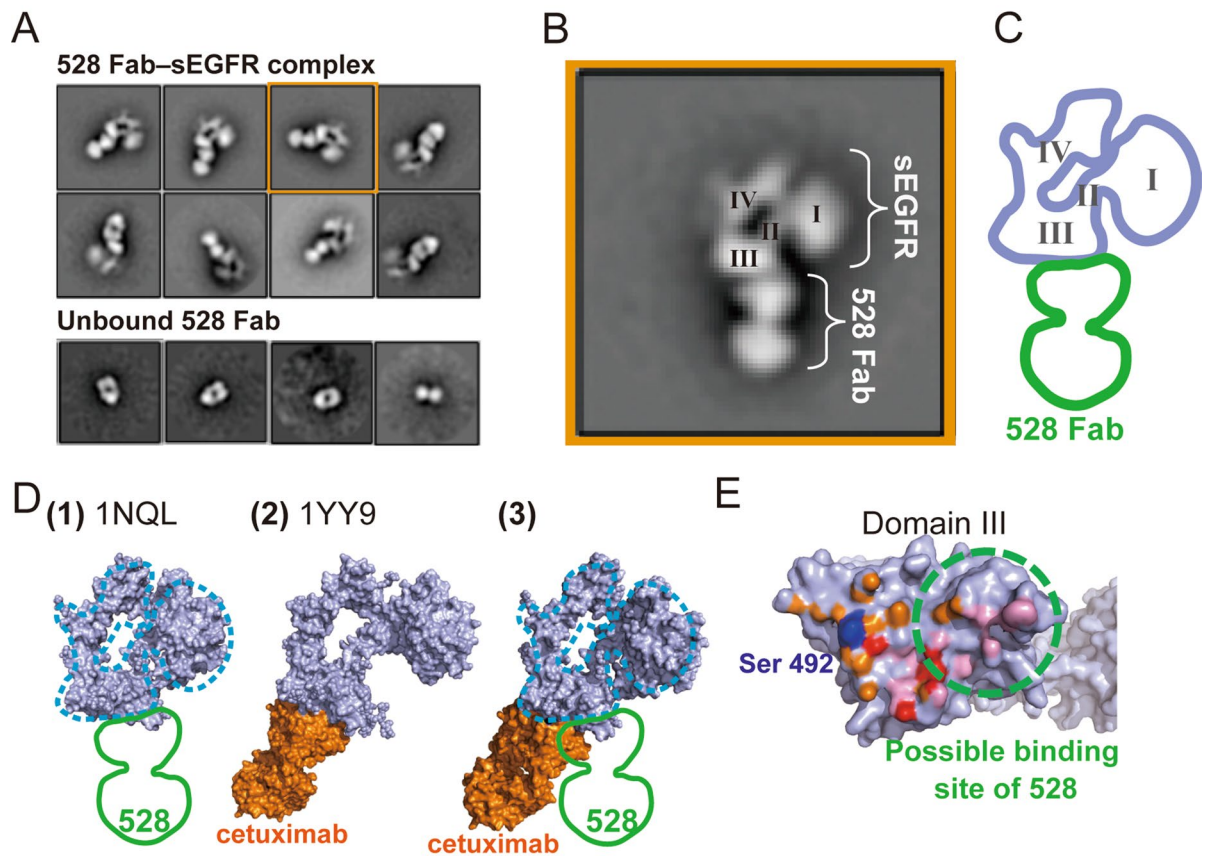 A
528 Fab–sEGFR complex
Unbound 528 Fab
B
IV
I
II
III
sEGFR
528 Fab
C
IV
I
II
III
528 Fab
D
(1) 1NQL
(2) 1YY9
(3)
528
cetuximab
cetuximab
528
E
Domain III
Ser 492
Possible binding
site of 528